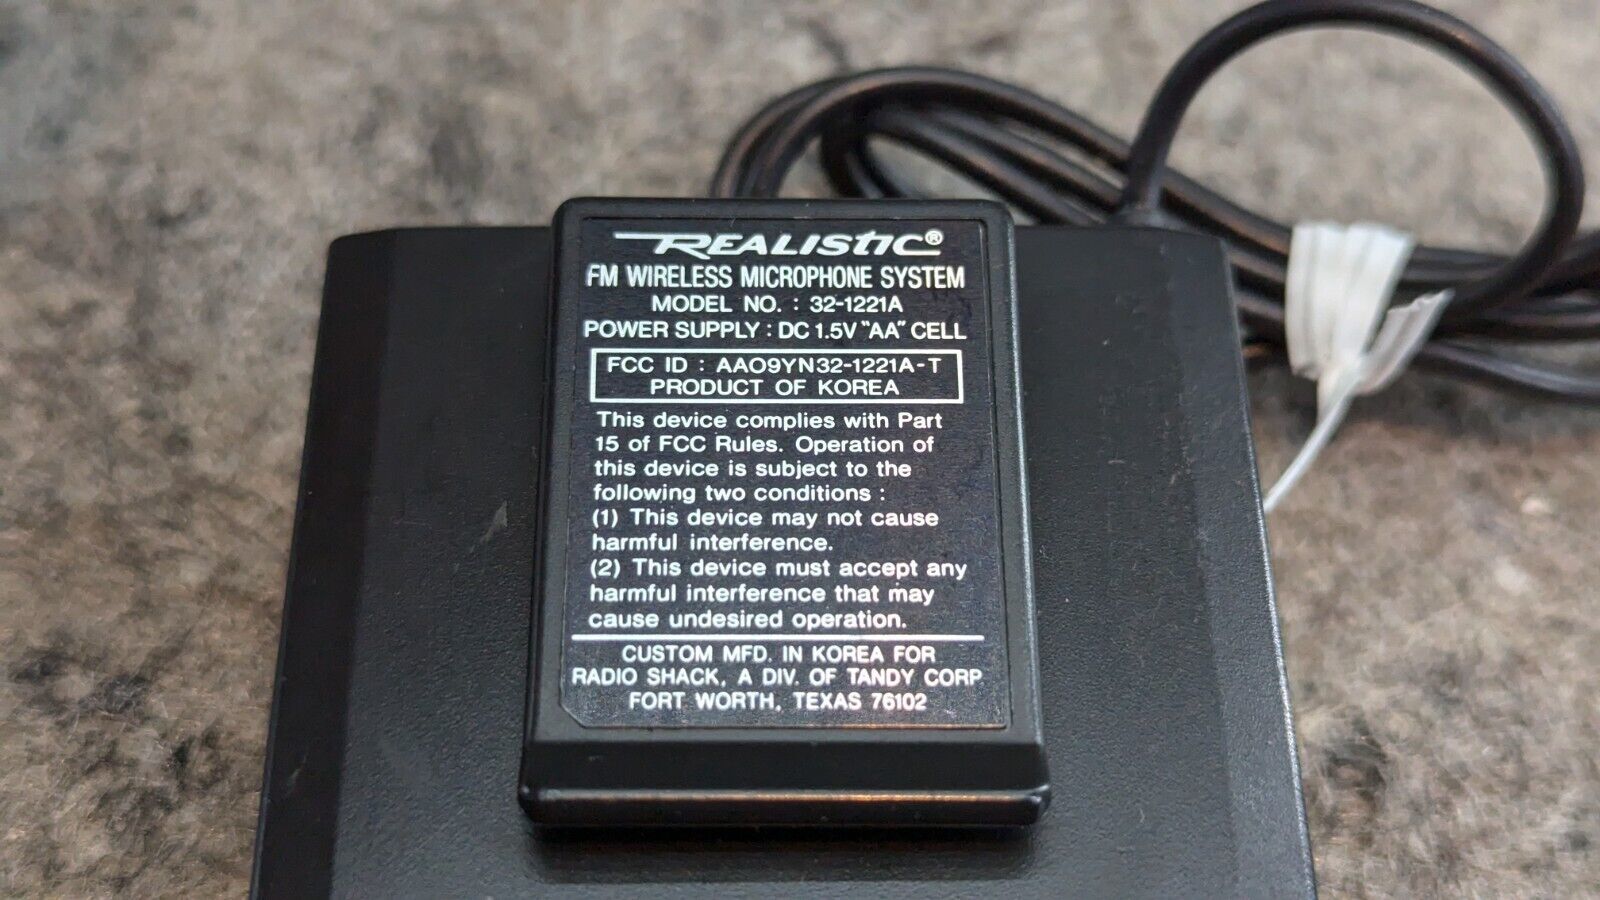 REALISTIC®
FM WIRELESS MICROPHONE SYSTEM
MODEL NO. : 32-1221A
POWER SUPPLY : DC 1.5V "AA" CELL
FCC ID : AAO9YN32-1221A-T
PRODUCT OF KOREA
This device complies with Part
15 of FCC Rules. Operation of
this device is subject to the
following two conditions :
(1) This device may not cause
harmful interference.
(2) This device must accept any
harmful interference that may
cause undesired operation.
CUSTOM MFD. IN KOREA FOR
RADIO SHACK, A DIV. OF TANDY CORP
FORT WORTH, TEXAS 76102